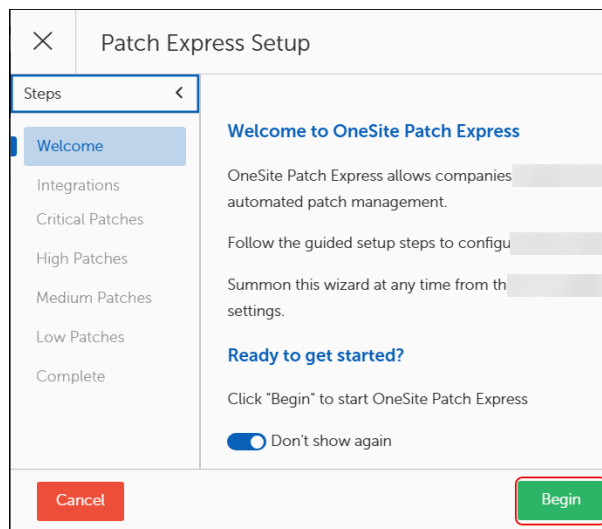 Patch Express Setup
Steps
Welcome
Integrations
Critical Patches
High Patches
Medium Patches
Low Patches
Complete
Welcome to OneSite Patch Express
OneSite Patch Express allows companies
automated patch management.
Follow the guided setup steps to configu
Summon this wizard at any time from th
settings.
Ready to get started?
Click "Begin" to start OneSite Patch Express
Don't show again
Cancel
Begin